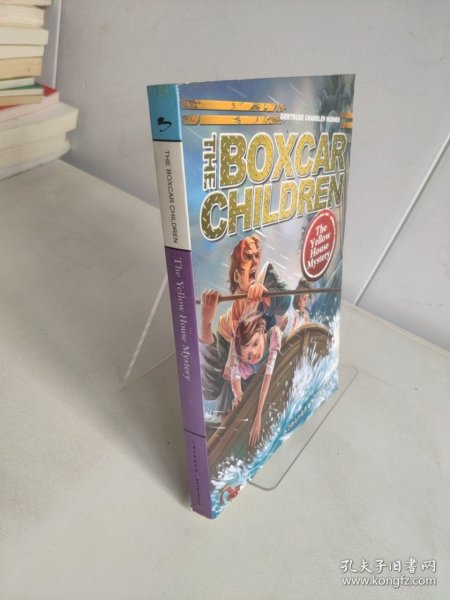 3
THE BOXCAR CHILDREN
The Yellow House Mystery
GERTRUDE CHANDLER WARNER
THE
BOXCAR
CHILDREN
The
Yellow
House
Mystery
孔夫子旧书网
www.kongfz.com